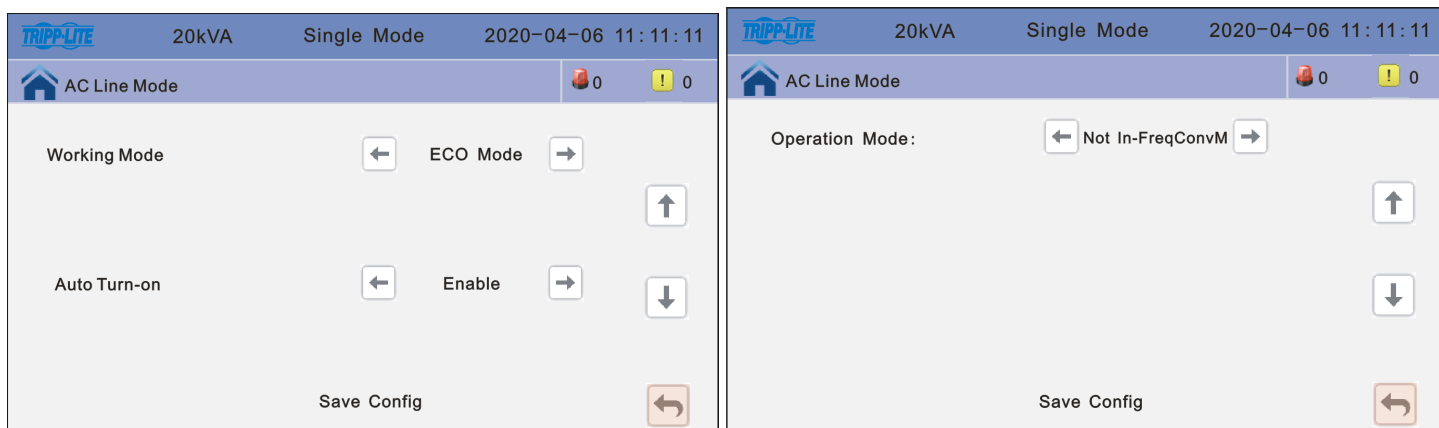 TRIPP-LITE 20kVA Single Mode 2020-04-06 11:11:11
AC Line Mode 0 ! 0
Working Mode ECO Mode
Auto Turn-on Enable
Save Config
TRIPP-LITE 20kVA Single Mode 2020-04-06 11:11:11
AC Line Mode 0 ! 0
Operation Mode: Not In-FreqConvM
Save Config